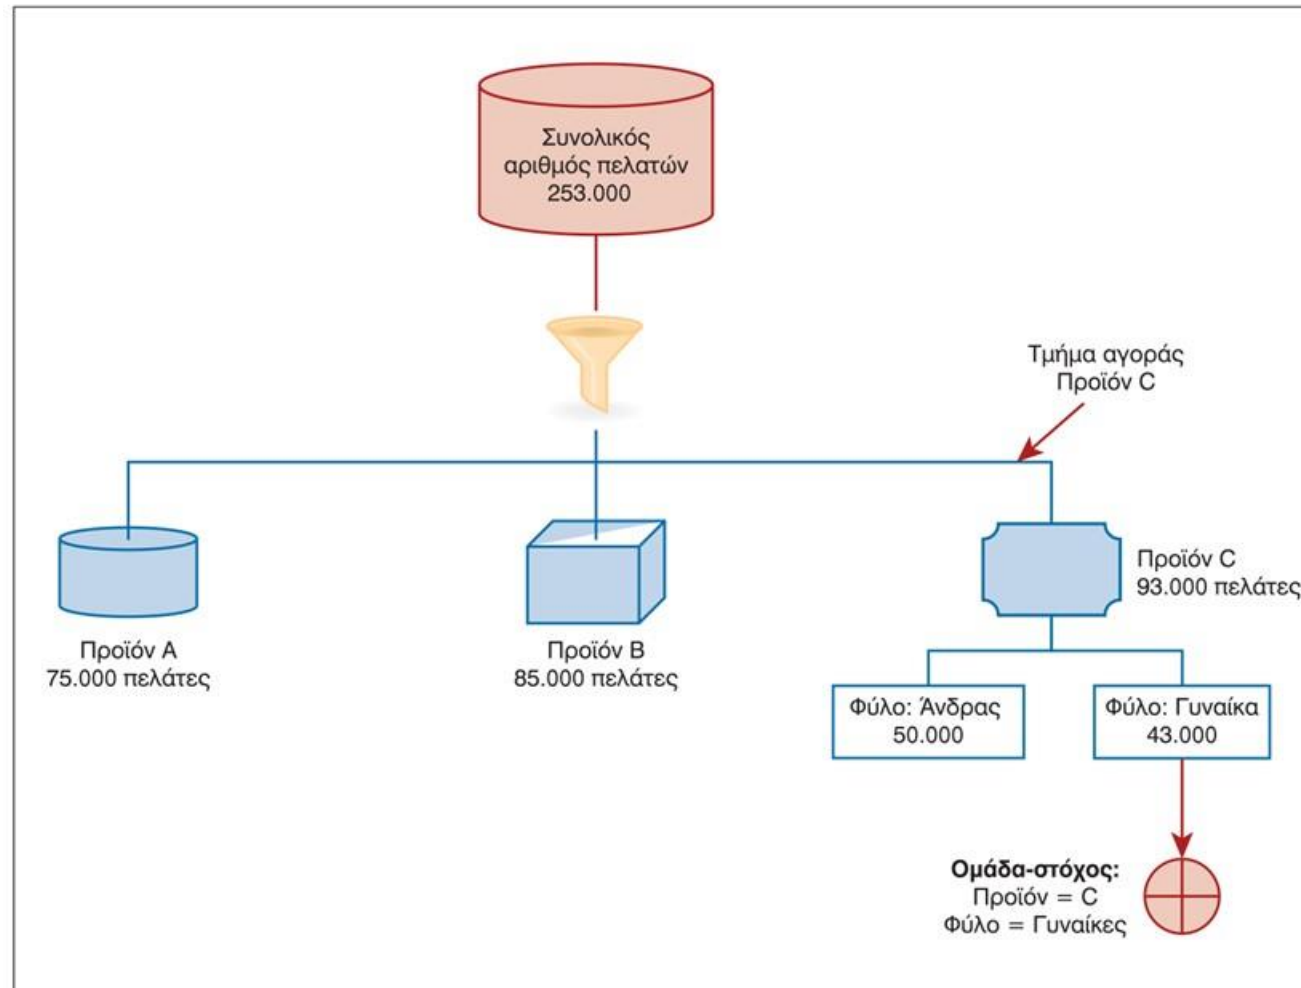 Συνολικός
αριθμός πελατών
253.000
Τμήμα αγοράς
Προϊόν C
Προϊόν A
75.000 πελάτες
Προϊόν B
85.000 πελάτες
Προϊόν C
93.000 πελάτες
Φύλο: Άνδρας
50.000
Φύλο: Γυναίκα
43.000
Ομάδα-στόχος:
Προϊόν = C
Φύλο = Γυναίκες